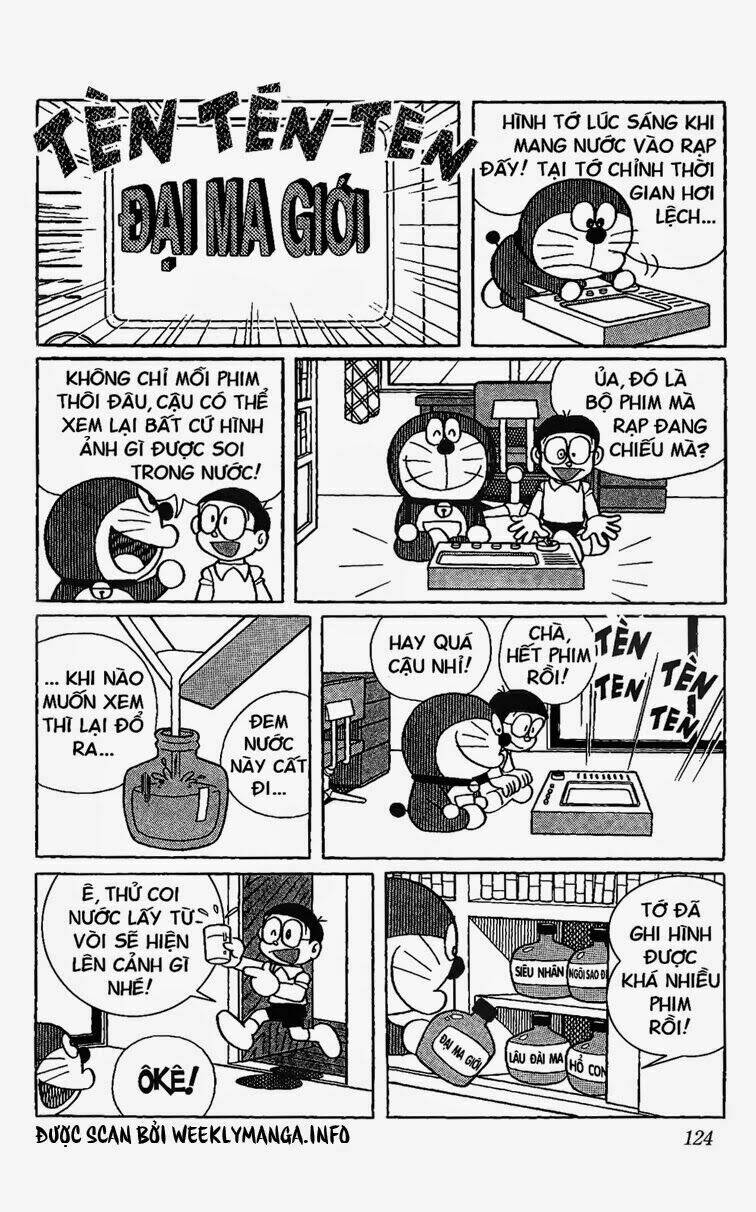 TÈN TÉN TEN
ĐẠI MA GIỚI
HÌNH TỚ LÚC SÁNG KHI
MANG NƯỚC VÀO RẠP
ĐẤY! TẠI TỚ CHỈNH THỜI
GIAN HƠI
LỆCH...
KHÔNG CHỈ MỖI PHIM
THÔI ĐÂU, CẬU CÓ THỂ
XEM LẠI BẤT CỨ HÌNH
ẢNH GÌ ĐƯỢC SOI
TRONG NƯỚC!
ỦA, ĐÓ LÀ
BỘ PHIM MÀ
RẠP ĐANG
CHIẾU MÀ?
... KHI NÀO
MUỐN XEM
THÌ LẠI ĐỔ
RA...
ĐEM
NƯỚC
NÀY CẤT
ĐI...
HAY QUÁ
CẬU NHỈ!
CHÀ,
HẾT PHIM
RỒI!
TÈN
TEN
TÈN
TEN
Ê, THỬ COI
NƯỚC LẤY TỪ
VÒI SẼ HIỆN
LÊN CẢNH GÌ
NHÉ!
ÔKÊ!
TỚ ĐÃ
GHI HÌNH
ĐƯỢC
KHÁ NHIỀU
PHIM
RỒI!
SIÊU NHÂN
NGÔI SAO Đ
ĐẠI MA GIỚI
LÂU ĐÀI MA
HỔ CON
ĐƯỢC SCAN BỞI WEEKLYMANGA.INFO
124